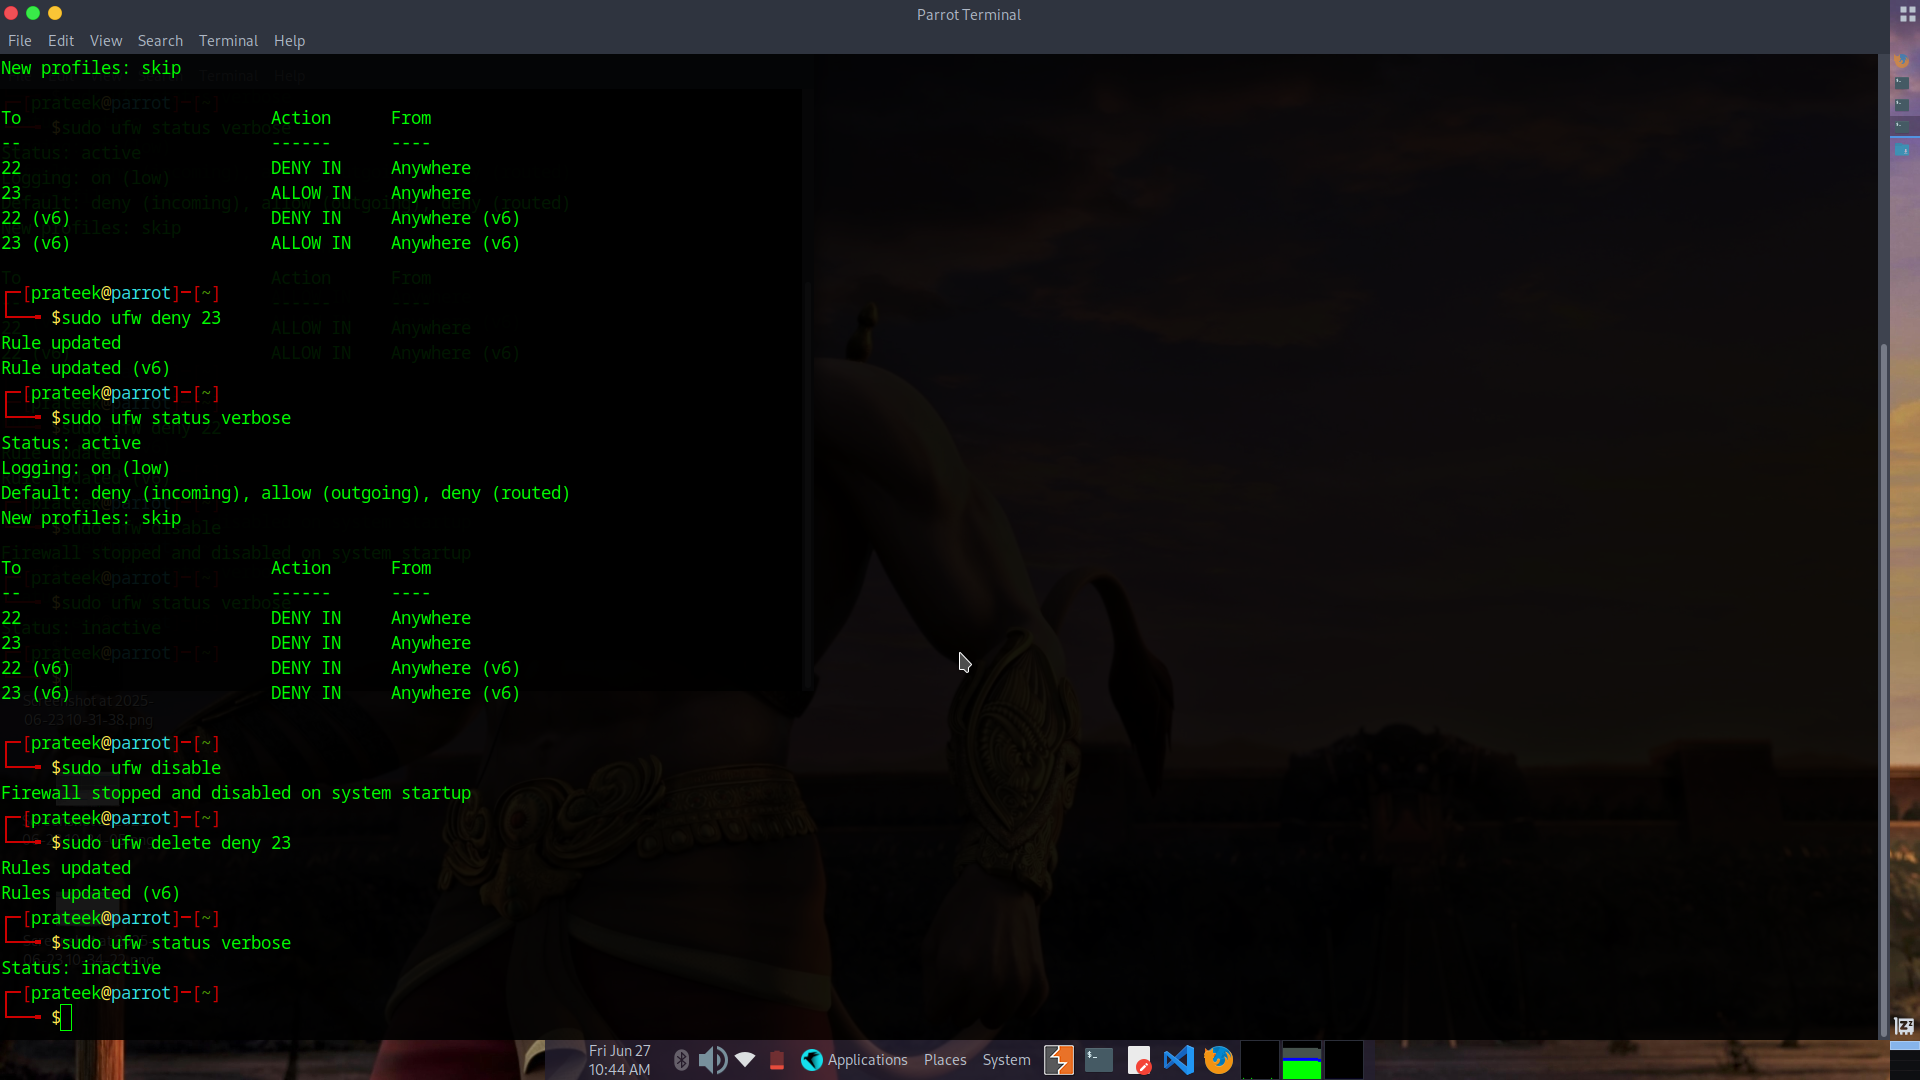 Parrot Terminal
File Edit View Search Terminal Help
New profiles: skip
To Action From
-- ------ ----
22 DENY IN Anywhere
23 ALLOW IN Anywhere
22 (v6) DENY IN Anywhere (v6)
23 (v6) ALLOW IN Anywhere (v6)
┌─[prateek@parrot]─[~]
└──╼ $sudo ufw deny 23
Rule updated
Rule updated (v6)
┌─[prateek@parrot]─[~]
└──╼ $sudo ufw status verbose
Status: active
Logging: on (low)
Default: deny (incoming), allow (outgoing), deny (routed)
New profiles: skip
To Action From
-- ------ ----
22 DENY IN Anywhere
23 DENY IN Anywhere
22 (v6) DENY IN Anywhere (v6)
23 (v6) DENY IN Anywhere (v6)
┌─[prateek@parrot]─[~]
└──╼ $sudo ufw disable
Firewall stopped and disabled on system startup
┌─[prateek@parrot]─[~]
└──╼ $sudo ufw delete deny 23
Rules updated
Rules updated (v6)
┌─[prateek@parrot]─[~]
└──╼ $sudo ufw status verbose
Status: inactive
┌─[prateek@parrot]─[~]
└──╼ $
Fri Jun 27
10:44 AM
Applications Places System